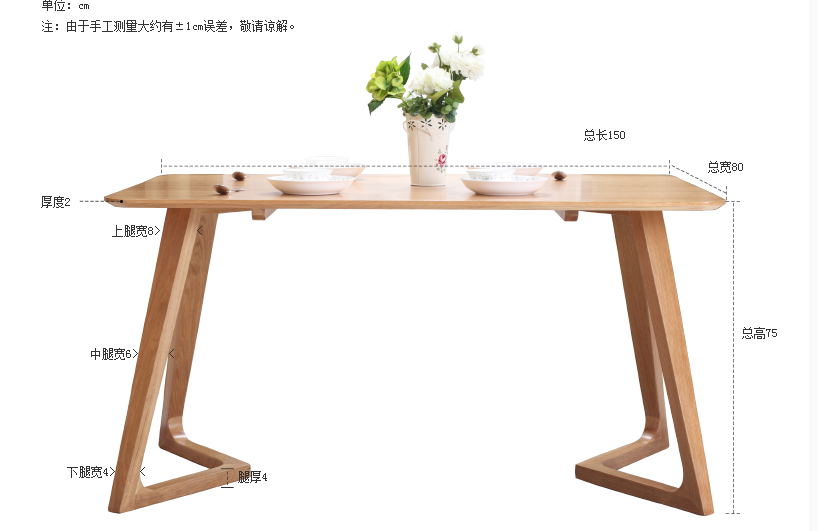 单位：cm
注：由于手工测量大约有±1cm误差，敬请谅解。
总长150
总宽80
厚度2
上腿宽8
总高75
中腿宽6
下腿宽4
腿厚4